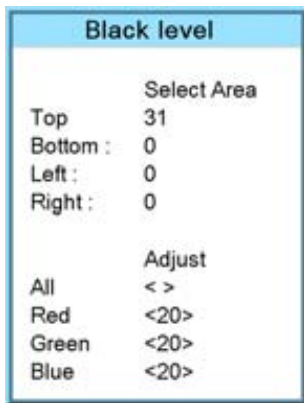 Black level
Select Area
Top 31
Bottom : 0
Left : 0
Right : 0
Adjust
All < >
Red <20>
Green <20>
Blue <20>